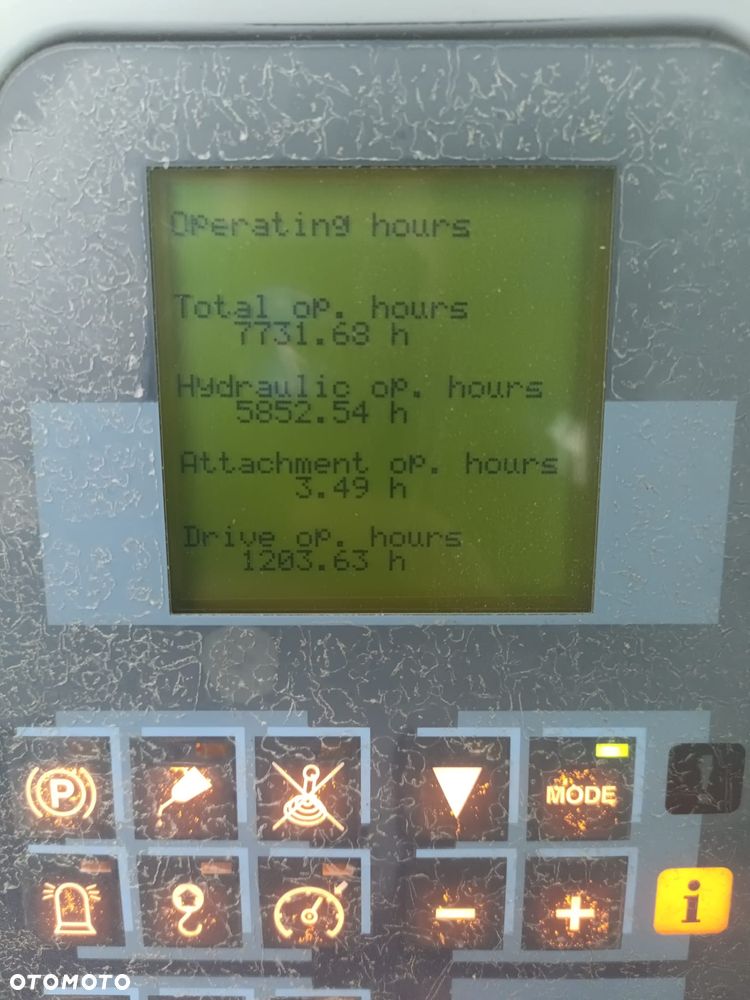 Operating hours
Total op. hours
7731.68 h
Hydraulic op. hours
5852.54 h
Attachment op. hours
3.49 h
Drive op. hours
1203.63 h
P
MODE
- +
i
OTOMOTO